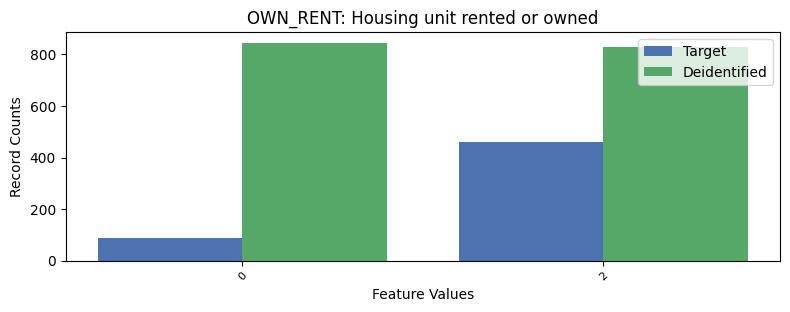 OWN_RENT: Housing unit rented or owned
Target
Deidentified
Record Counts
800
600
400
200
0
0
2
Feature Values